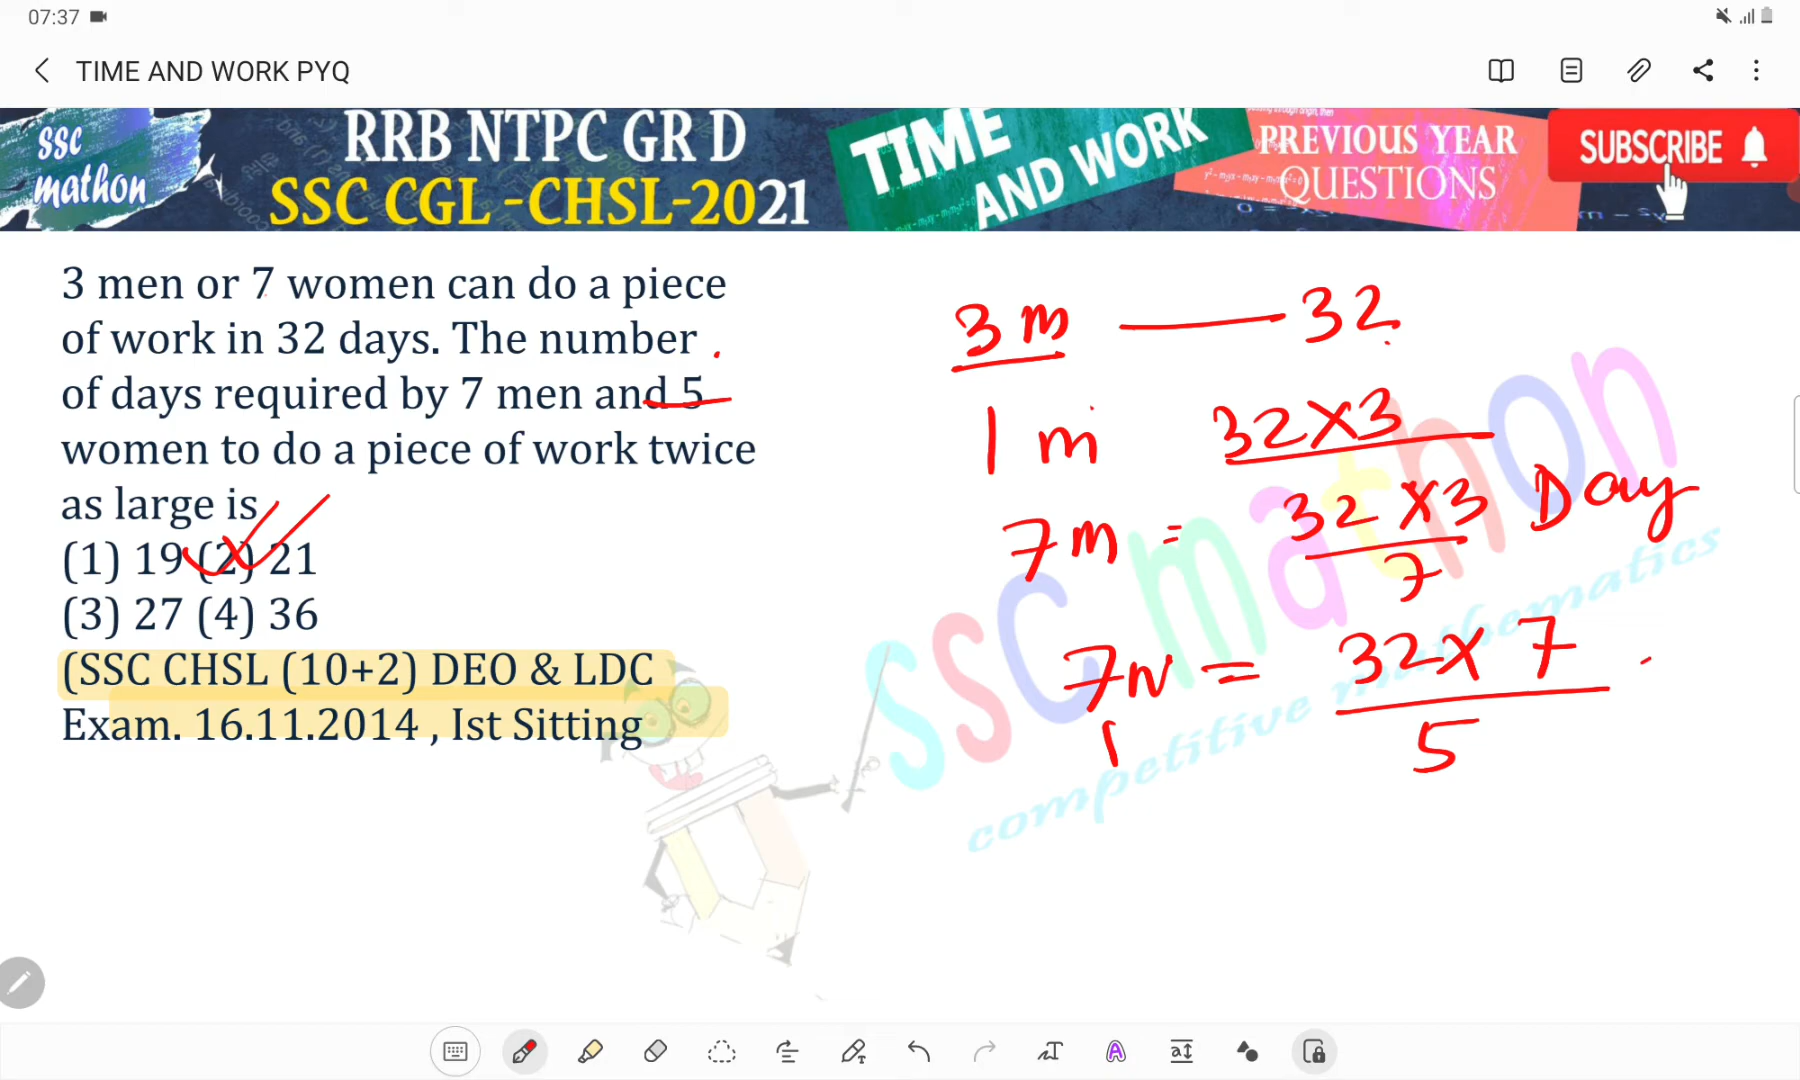 07:37
TIME AND WORK PYQ
SSC
mathon
RRB NTPC GR D
SSC CGL -CHSL-2021
TIME
AND WORK
PREVIOUS YEAR
QUESTIONS
SUBSCRIBE
3 men or 7 women can do a piece
of work in 32 days. The number
of days required by 7 men and 5
women to do a piece of work twice
as large is
(1) 19 (2) 21
(3) 27 (4) 36
(SSC CHSL (10+2) DEO & LDC
Exam. 16.11.2014 , Ist Sitting
3 m — 32
1 m 32×3
7 m = 32×3 Day
7
7 w = 32 × 7
1 5
SSC mathon
competitive mathematics